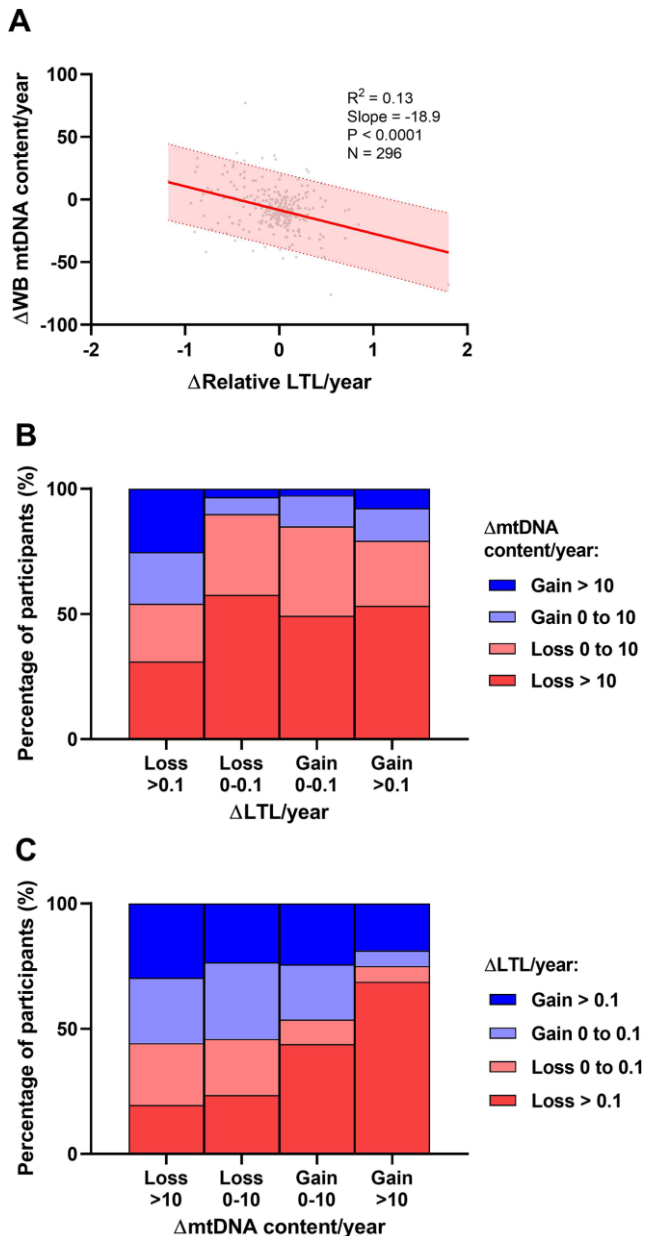 A
ΔWB mtDNA content/year
100
50
0
-50
-100
R² = 0.13
Slope = -18.9
P < 0.0001
N = 296
-2
-1
0
1
2
ΔRelative LTL/year
B
Percentage of participants (%)
100
50
0
Loss
>0.1
Loss
0-0.1
Gain
0-0.1
Gain
>0.1
ΔLTL/year
ΔmtDNA
content/year:
Gain > 10
Gain 0 to 10
Loss 0 to 10
Loss > 10
C
Percentage of participants (%)
100
50
0
Loss
>10
Loss
0-10
Gain
0-10
Gain
>10
ΔmtDNA content/year
ΔLTL/year:
Gain > 0.1
Gain 0 to 0.1
Loss 0 to 0.1
Loss > 0.1